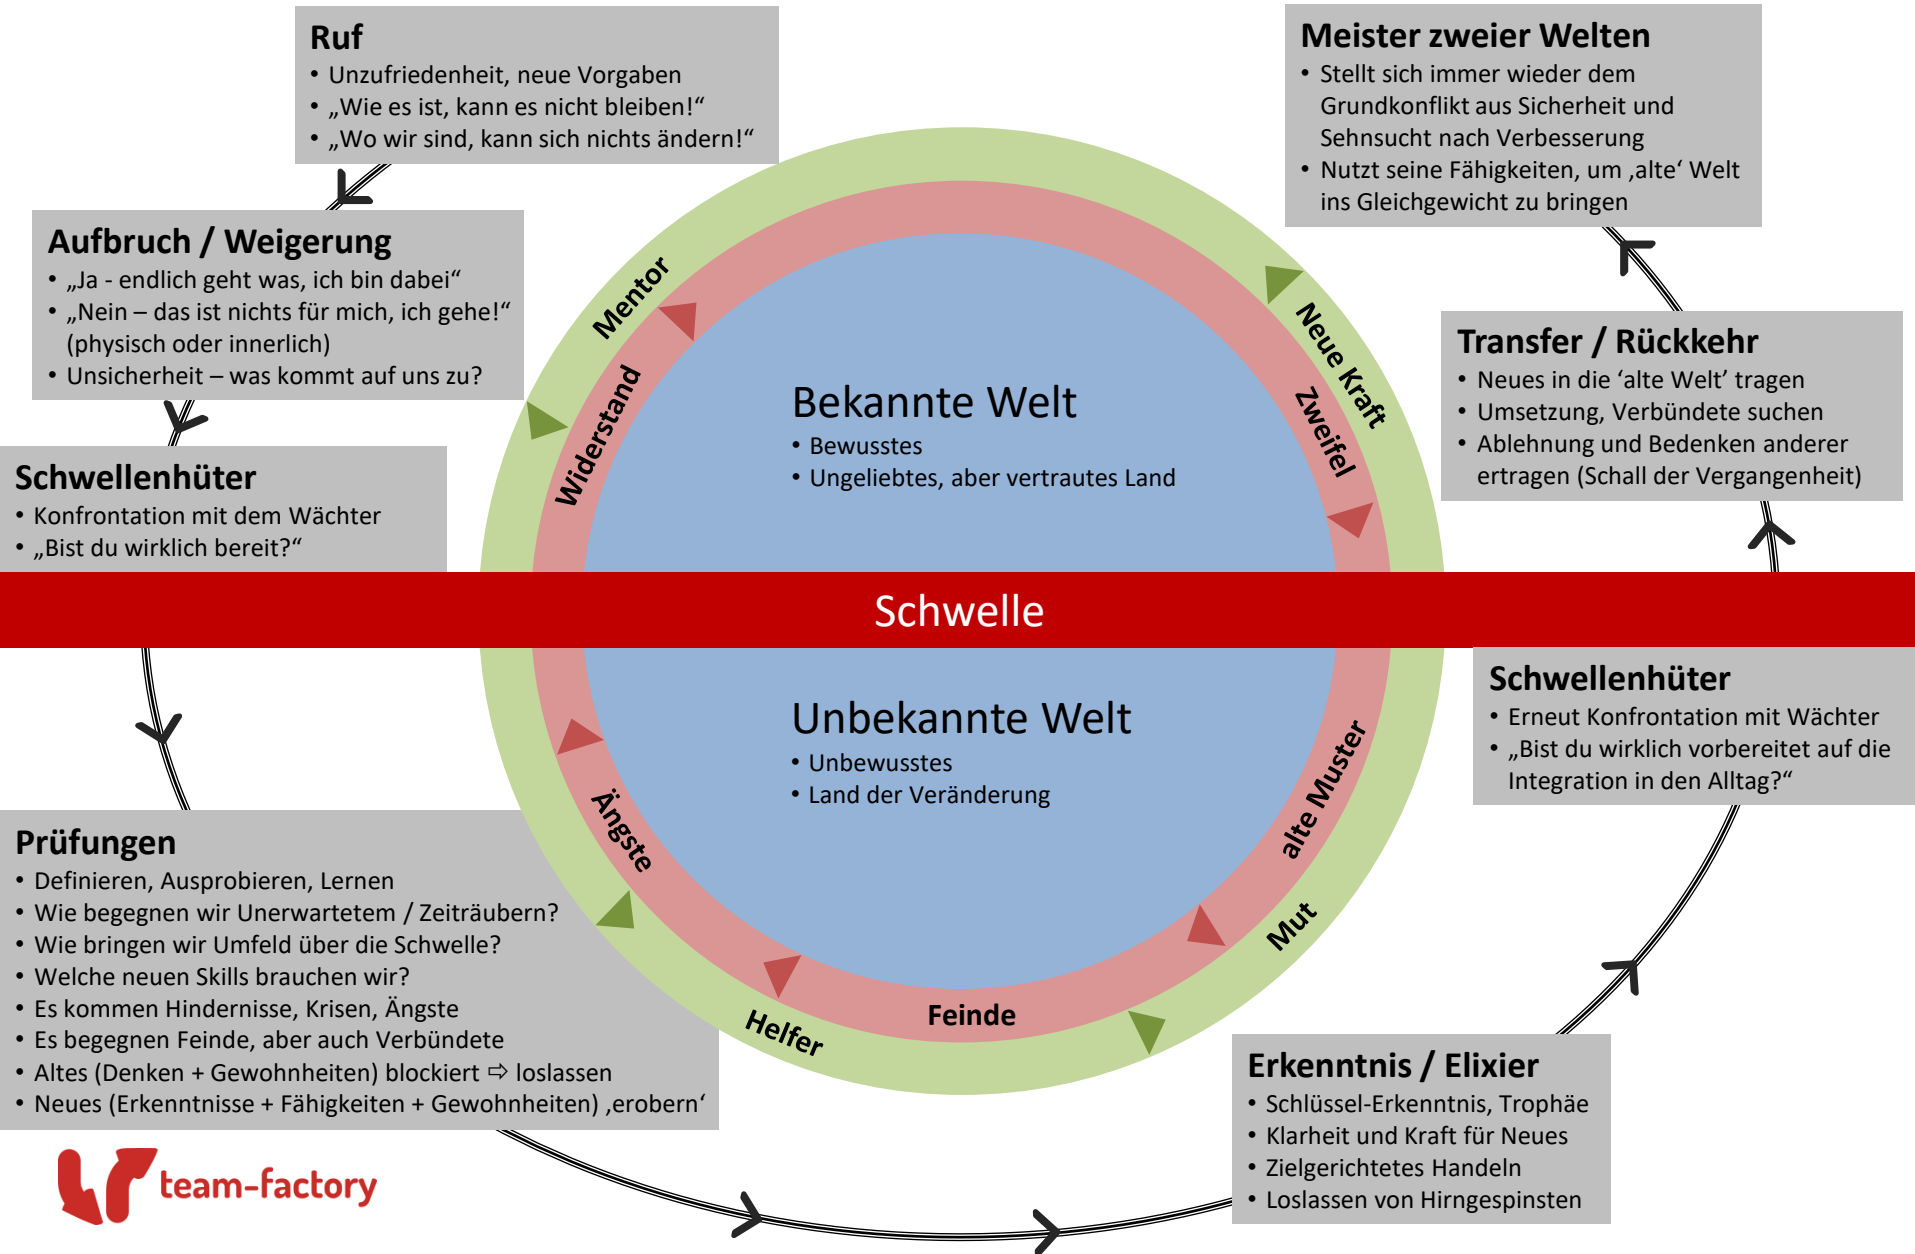 Ruf
• Unzufriedenheit, neue Vorgaben
• „Wie es ist, kann es nicht bleiben!“
• „Wo wir sind, kann sich nichts ändern!“
Aufbruch / Weigerung
• „Ja - endlich geht was, ich bin dabei“
• „Nein – das ist nichts für mich, ich gehe!“
(physisch oder innerlich)
• Unsicherheit – was kommt auf uns zu?
Schwellenhüter
• Konfrontation mit dem Wächter
• „Bist du wirklich bereit?“
Meister zweier Welten
• Stellt sich immer wieder dem
Grundkonflikt aus Sicherheit und
Sehnsucht nach Verbesserung
• Nutzt seine Fähigkeiten, um ‚alte‘ Welt
ins Gleichgewicht zu bringen
Transfer / Rückkehr
• Neues in die ‘alte Welt’ tragen
• Umsetzung, Verbündete suchen
• Ablehnung und Bedenken anderer
ertragen (Schall der Vergangenheit)
Mentor
Widerstand
Neue Kraft
Zweifel
Bekannte Welt
• Bewusstes
• Ungeliebtes, aber vertrautes Land
Schwelle
Unbekannte Welt
• Unbewusstes
• Land der Veränderung
Ängste
alte Muster
Mut
Feinde
Helfer
Schwellenhüter
• Erneut Konfrontation mit Wächter
• „Bist du wirklich vorbereitet auf die
Integration in den Alltag?“
Prüfungen
• Definieren, Ausprobieren, Lernen
• Wie begegnen wir Unerwartetem / Zeiträubern?
• Wie bringen wir Umfeld über die Schwelle?
• Welche neuen Skills brauchen wir?
• Es kommen Hindernisse, Krisen, Ängste
• Es begegnen Feinde, aber auch Verbündete
• Altes (Denken + Gewohnheiten) blockiert ⇨ loslassen
• Neues (Erkenntnisse + Fähigkeiten + Gewohnheiten) ‚erobern‘
Erkenntnis / Elixier
• Schlüssel-Erkenntnis, Trophäe
• Klarheit und Kraft für Neues
• Zielgerichtetes Handeln
• Loslassen von Hirngespinsten
team-factory